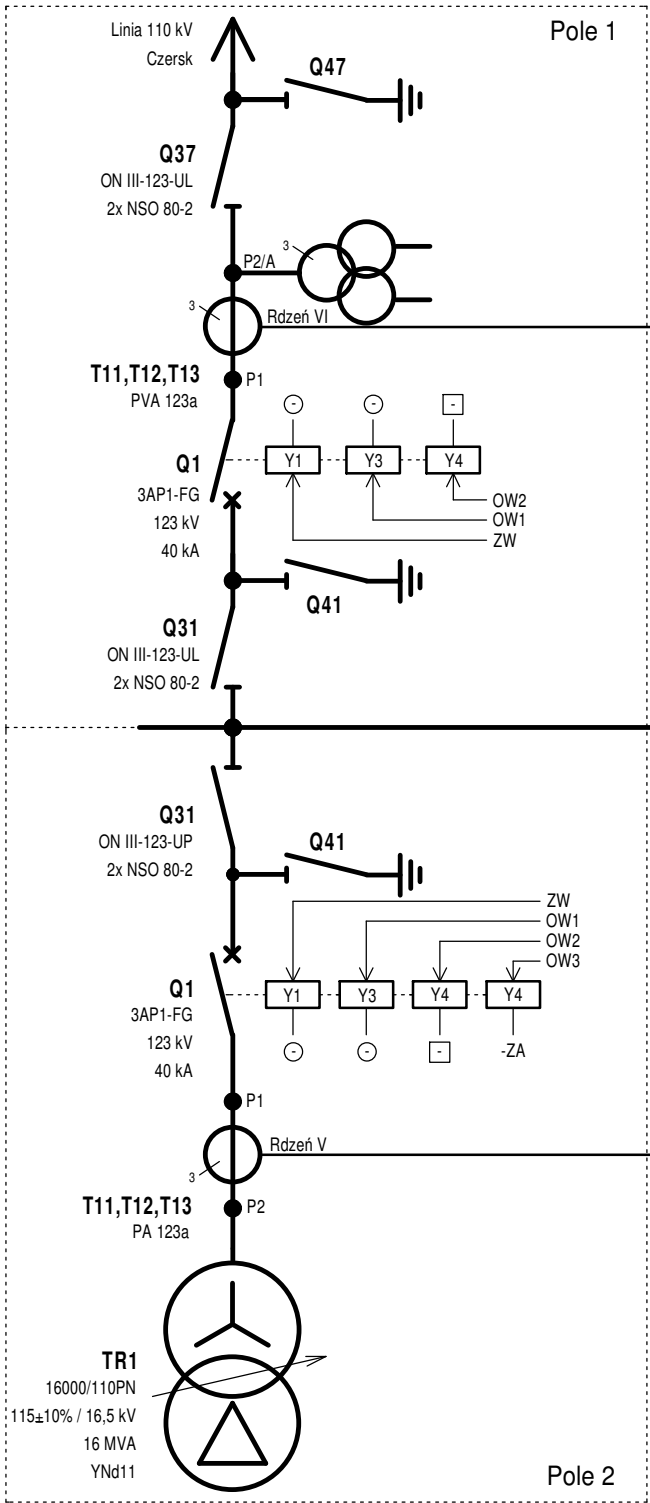 Linia 110 kV
Czersk
Pole 1
Q47
Q37
ON III-123-UL
2x NSO 80-2
P2/A
3
3
Rdzeń VI
T11,T12,T13
P1
PVA 123a
-
-
-
Q1
Y1
Y3
Y4
3AP1-FG
123 kV
40 kA
OW2
OW1
ZW
Q41
Q31
ON III-123-UL
2x NSO 80-2
Q31
ON III-123-UP
2x NSO 80-2
Q41
ZW
OW1
OW2
OW3
Q1
Y1
Y3
Y4
Y4
3AP1-FG
123 kV
40 kA
-
-
-
-ZA
P1
Rdzeń V
3
T11,T12,T13
P2
PA 123a
TR1
16000/110PN
115±10% / 16,5 kV
16 MVA
YNd11
Pole 2